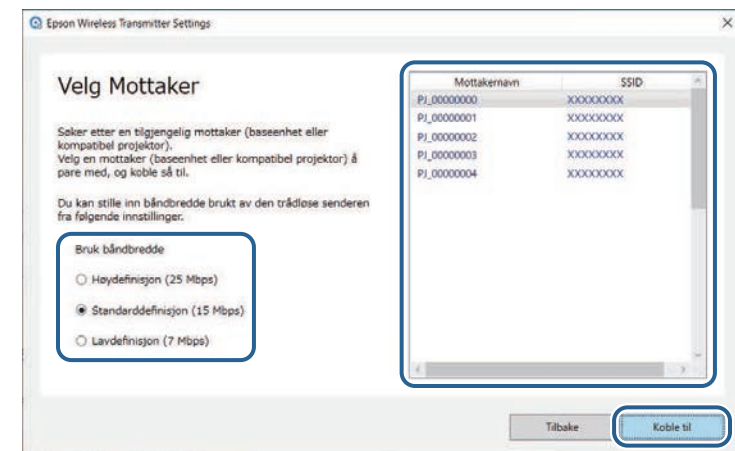 Epson Wireless Transmitter Settings
Velg Mottaker
Søker etter en tilgjengelig mottaker (baseenhet eller
kompatibel projektor).
Velg en mottaker (baseenhet eller kompatibel projektor) å
pare med, og koble så til.
Du kan stille inn båndbredde brukt av den trådløse senderen
fra følgende innstillinger.
Bruk båndbredde
Høydefinisjon (25 Mbps)
Standarddefinisjon (15 Mbps)
Lavdefinisjon (7 Mbps)
Mottakernavn SSID
PJ_00000000 XXXXXXXX
PJ_00000001 XXXXXXXX
PJ_00000002 XXXXXXXX
PJ_00000003 XXXXXXXX
PJ_00000004 XXXXXXXX
Tilbake Koble til